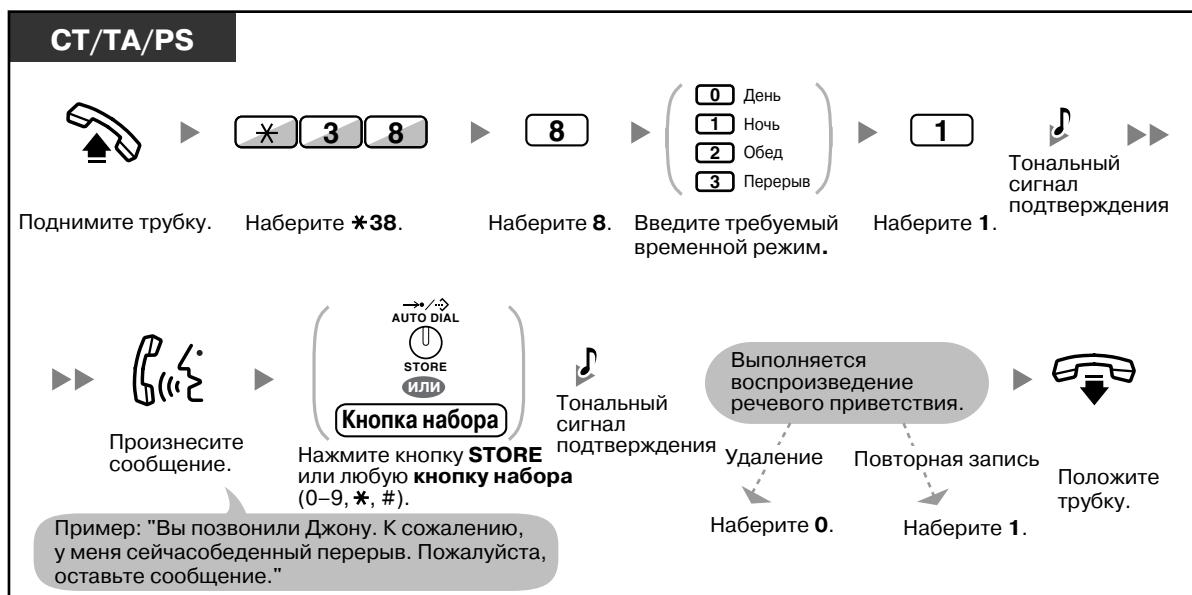 CT/TA/PS
0 День
1 Ночь
2 Обед
3 Перерыв
✱ 3 8
8
1
Тональный
сигнал
подтверждения
Поднимите трубку.
Наберите ✱38.
Наберите 8.
Введите требуемый
временной режим.
Наберите 1.
AUTO DIAL
STORE
ИЛИ
Кнопка набора
Произнесите
сообщение.
Нажмите кнопку STORE
или любую кнопку набора
(0–9, ✱, #).
Тональный
сигнал
подтверждения
Выполняется
воспроизведение
речевого приветствия.
Удаление
Повторная запись
Наберите 0.
Наберите 1.
Положите
трубку.
Пример: "Вы позвонили Джону. К сожалению,
у меня сейчасобеденный перерыв. Пожалуйста,
оставьте сообщение."